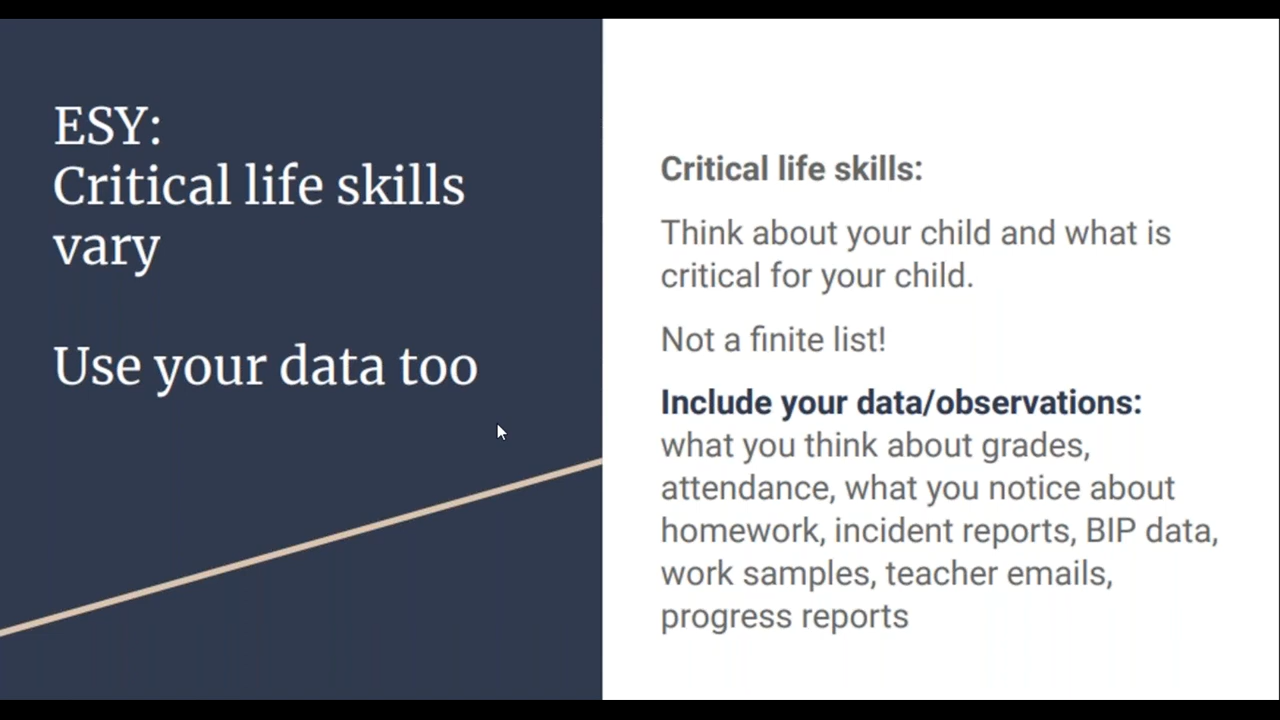 ESY:
Critical life skills
vary
Use your data too
Critical life skills:
Think about your child and what is
critical for your child.
Not a finite list!
Include your data/observations:
what you think about grades,
attendance, what you notice about
homework, incident reports, BIP data,
work samples, teacher emails,
progress reports